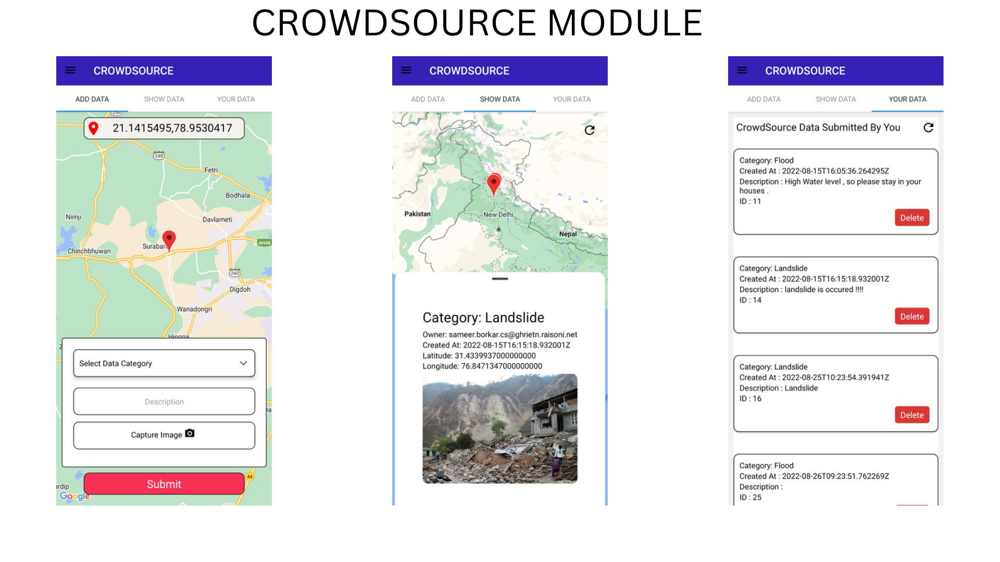 CROWDSOURCE MODULE
CROWDSOURCE
ADD DATA
SHOW DATA
YOUR DATA
250
21.1415495,78.9530417
248
Fetri
Bodhala
Nimji
Davlameti
Surabar
AH46
Chinchbhuwan
260
Digdoh
Wanadongri
Hingna
Select Data Category
Description
Capture Image
Submit
44
ardip
Google
CROWDSOURCE
ADD DATA
SHOW DATA
YOUR DATA
Pakistan
New Delhi
Nepal
Category: Landslide
Owner: sameer.borkar.cs@ghrietn.raisoni.net
Created At: 2022-08-15T16:15:18.932001Z
Latitude: 31.4339937000000000
Longitude: 76.8471347000000000
CROWDSOURCE
ADD DATA
SHOW DATA
YOUR DATA
CrowdSource Data Submitted By You
Category: Flood
Created At : 2022-08-15T16:05:36.264295Z
Description : High Water level , so please stay in your
houses .
ID : 11
Delete
Category: Landslide
Created At : 2022-08-15T16:15:18.932001Z
Description : landslide is occured !!!!
ID : 14
Delete
Category: Landslide
Created At : 2022-08-25T10:23:54.391941Z
Description : Landslide
ID : 16
Delete
Category: Flood
Created At : 2022-08-26T09:23:51.762269Z
Description :
ID : 25